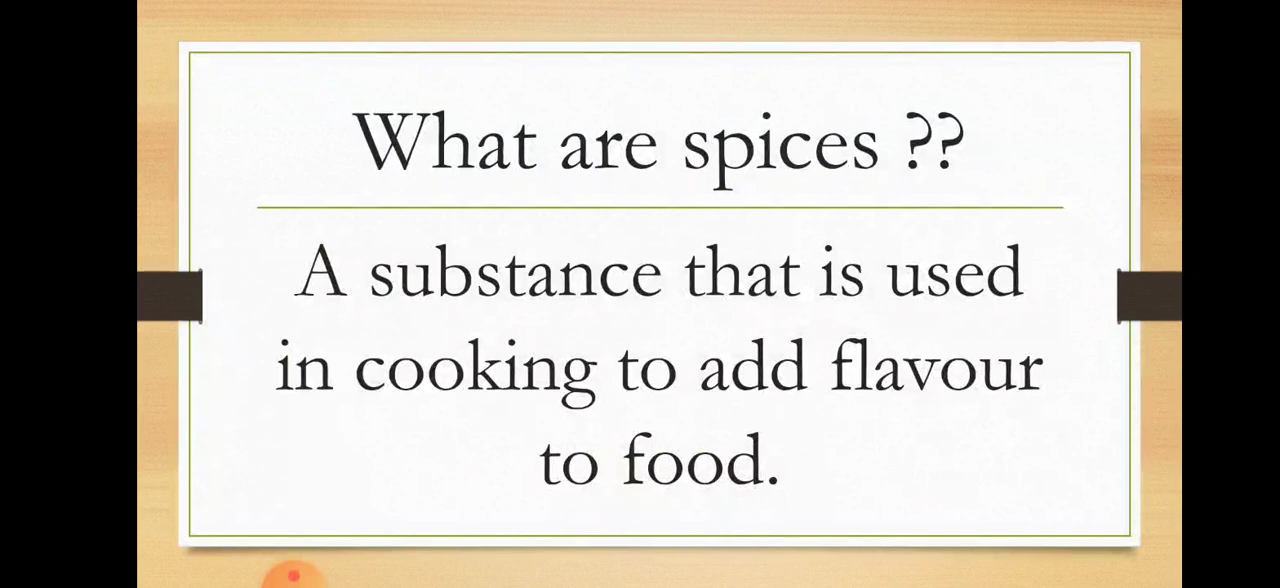 What are spices ??
A substance that is used
in cooking to add flavour
to food.